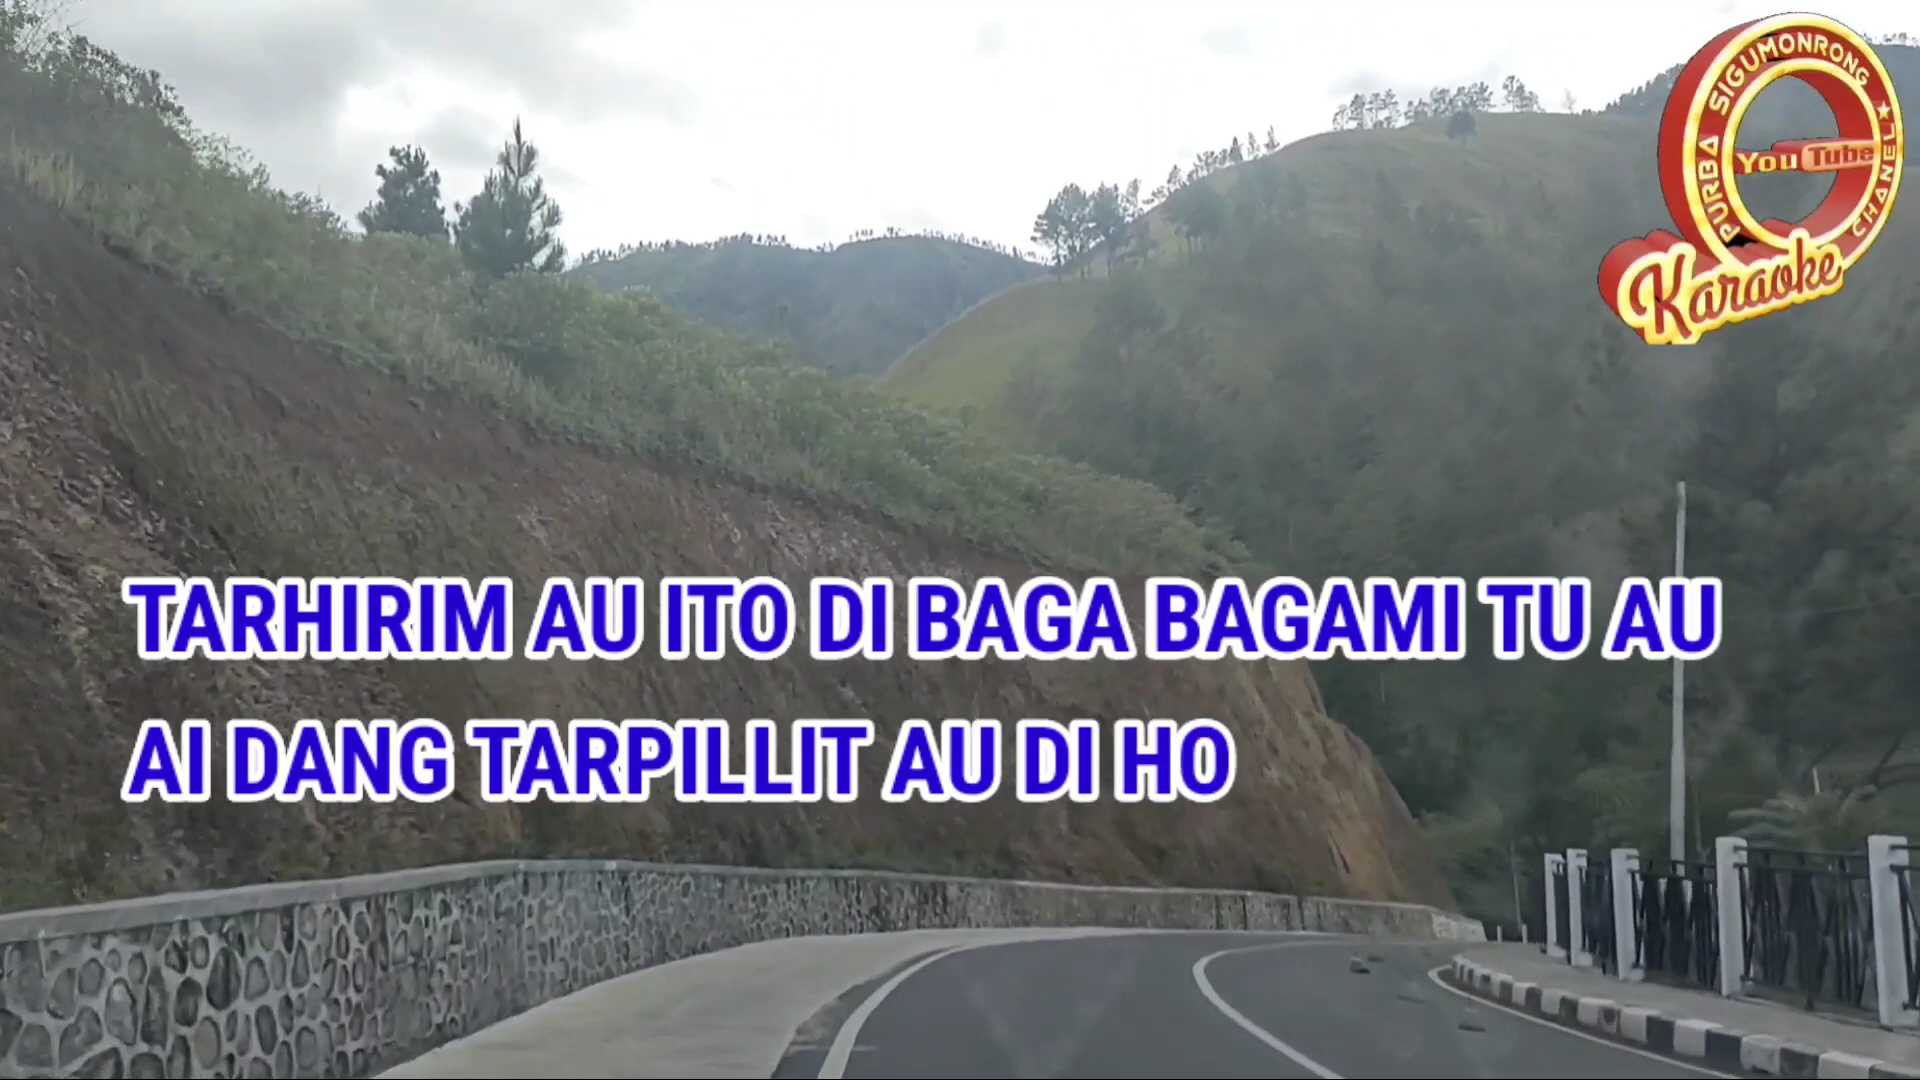 PURBA SIGUMONRONG CHANEL
YouTube
Karaoke
TARHIRIM AU ITO DI BAGA BAGAMI TU AU
AI DANG TARPILLIT AU DI HO